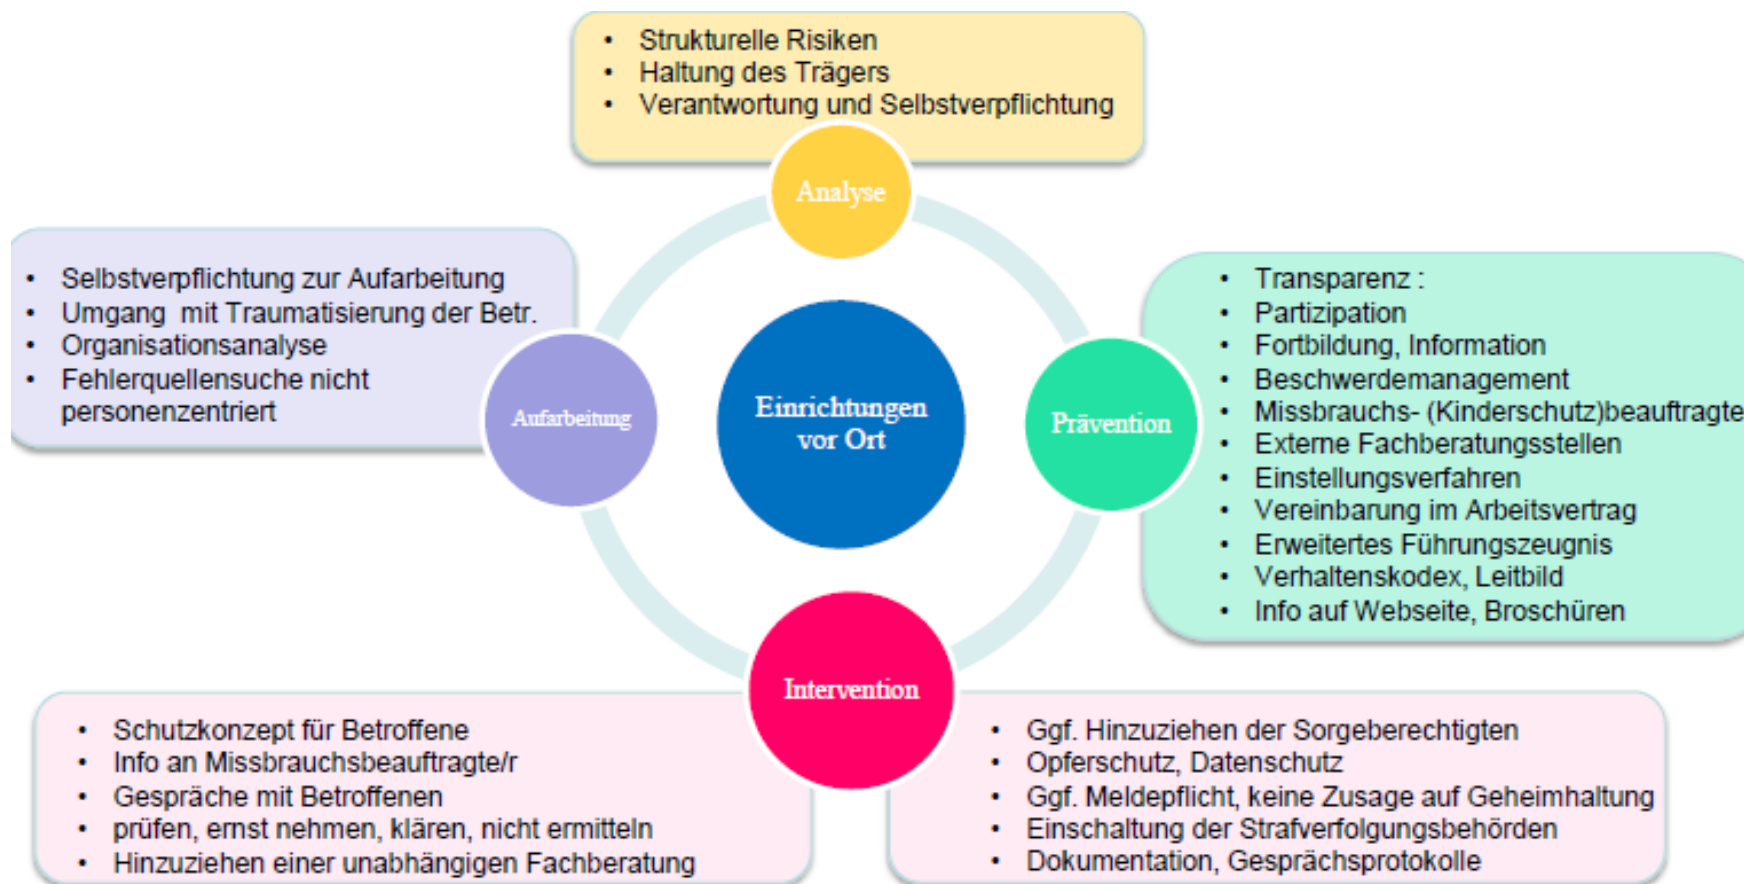 • Strukturelle Risiken
• Haltung des Trägers
• Verantwortung und Selbstverpflichtung
Analyse
• Selbstverpflichtung zur Aufarbeitung
• Umgang mit Traumatisierung der Betr.
• Organisationsanalyse
• Fehlerquellensuche nicht
personenzentriert
Aufarbeitung
Einrichtungen
vor Ort
Prävention
• Transparenz :
• Partizipation
• Fortbildung, Information
• Beschwerdemanagement
• Missbrauchs- (Kinderschutz)beauftragte
• Externe Fachberatungsstellen
• Einstellungsverfahren
• Vereinbarung im Arbeitsvertrag
• Erweitertes Führungszeugnis
• Verhaltenskodex, Leitbild
• Info auf Webseite, Broschüren
Intervention
• Schutzkonzept für Betroffene
• Info an Missbrauchsbeauftragte/r
• Gespräche mit Betroffenen
• prüfen, ernst nehmen, klären, nicht ermitteln
• Hinzuziehen einer unabhängigen Fachberatung
• Ggf. Hinzuziehen der Sorgeberechtigten
• Opferschutz, Datenschutz
• Ggf. Meldepflicht, keine Zusage auf Geheimhaltung
• Einschaltung der Strafverfolgungsbehörden
• Dokumentation, Gesprächsprotokolle